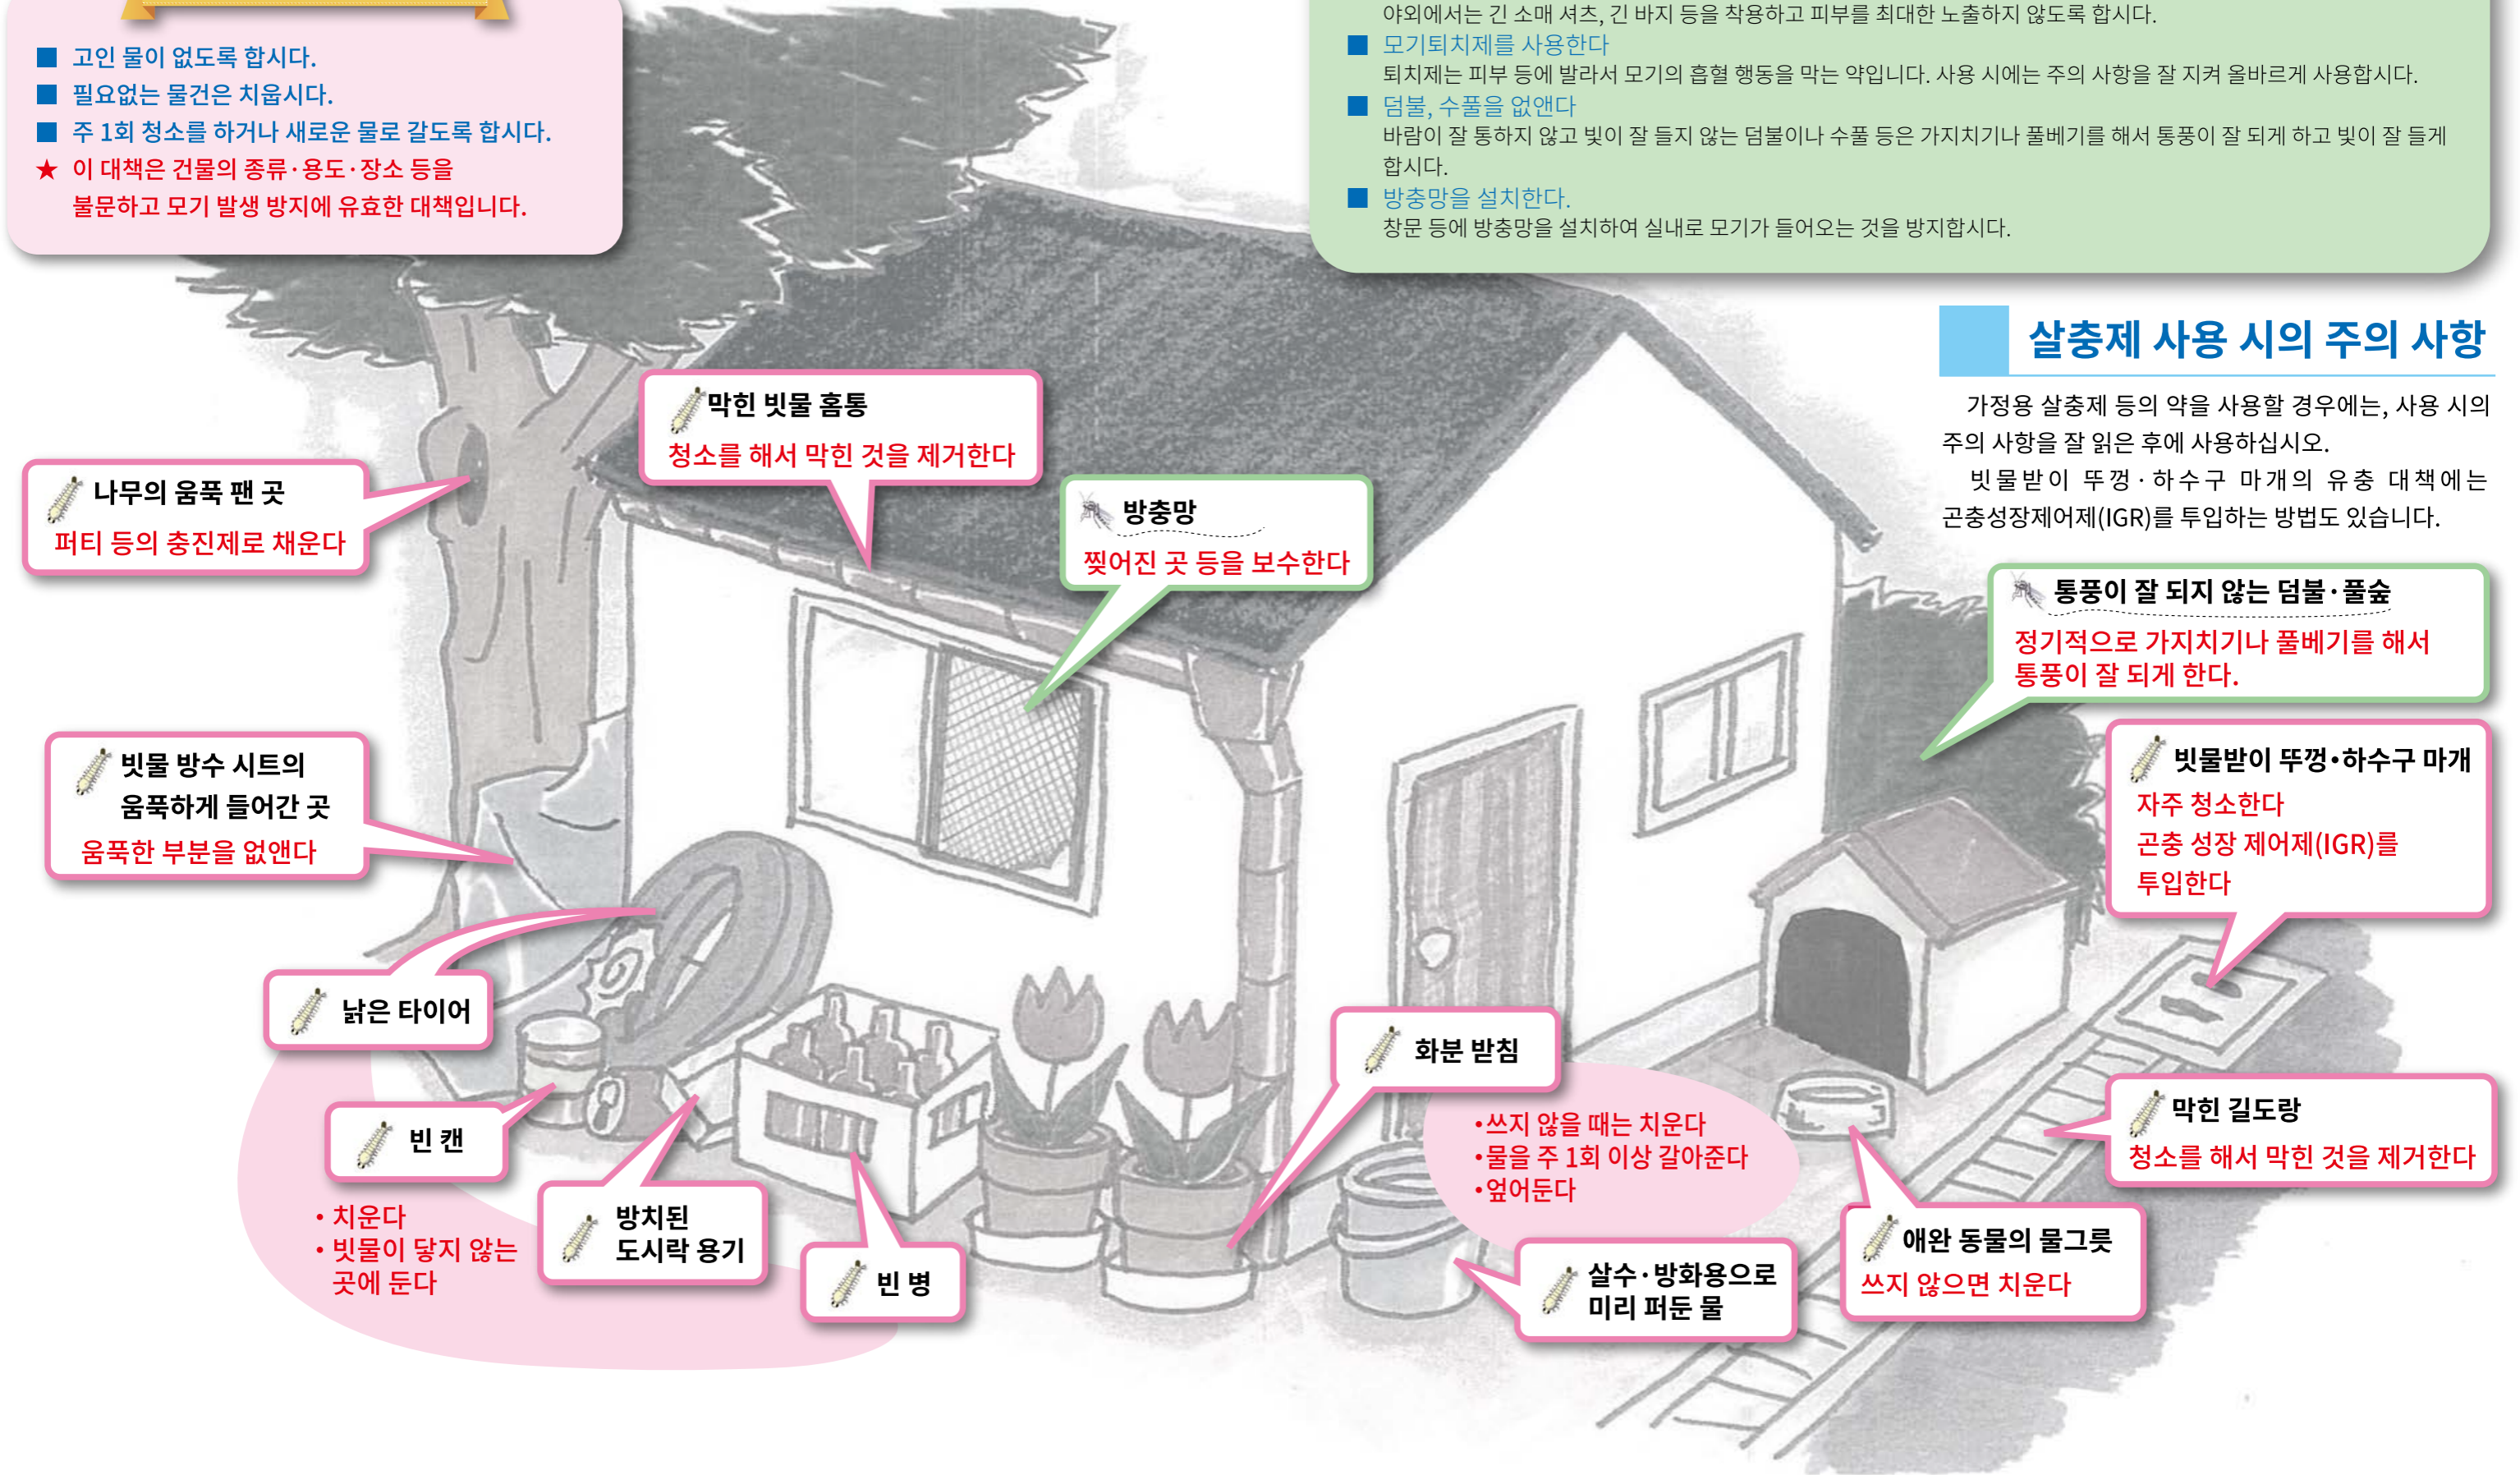 ■ 고인 물이 없도록 합시다.
■ 필요없는 물건은 치웁시다.
■ 주 1회 청소를 하거나 새로운 물로 갈도록 합시다.
★ 이 대책은 건물의 종류·용도·장소 등을
불문하고 모기 발생 방지에 유효한 대책입니다.
야외에서는 긴 소매 셔츠, 긴 바지 등을 착용하고 피부를 최대한 노출하지 않도록 합시다.
■ 모기퇴치제를 사용한다
퇴치제는 피부 등에 발라서 모기의 흡혈 행동을 막는 약입니다. 사용 시에는 주의 사항을 잘 지켜 올바르게 사용합시다.
■ 덤불, 수풀을 없앤다
바람이 잘 통하지 않고 빛이 잘 들지 않는 덤불이나 수풀 등은 가지치기나 풀베기를 해서 통풍이 잘 되게 하고 빛이 잘 들게
합시다.
■ 방충망을 설치한다.
창문 등에 방충망을 설치하여 실내로 모기가 들어오는 것을 방지합시다.
살충제 사용 시의 주의 사항
가정용 살충제 등의 약을 사용할 경우에는, 사용 시의
주의 사항을 잘 읽은 후에 사용하십시오.
빗물받이 뚜껑·하수구 마개의 유충 대책에는
곤충성장제어제(IGR)를 투입하는 방법도 있습니다.
막힌 빗물 홈통
청소를 해서 막힌 것을 제거한다
나무의 움푹 팬 곳
퍼티 등의 충진제로 채운다
방충망
찢어진 곳 등을 보수한다
통풍이 잘 되지 않는 덤불·풀숲
정기적으로 가지치기나 풀베기를 해서
통풍이 잘 되게 한다.
빗물 방수 시트의
움푹하게 들어간 곳
움푹한 부분을 없앤다
빗물받이 뚜껑•하수구 마개
자주 청소한다
곤충 성장 제어제(IGR)를
투입한다
낡은 타이어
화분 받침
빈 캔
•쓰지 않을 때는 치운다
•물을 주 1회 이상 갈아준다
•엎어둔다
막힌 길도랑
청소를 해서 막힌 것을 제거한다
• 치운다
• 빗물이 닿지 않는
곳에 둔다
방치된
도시락 용기
빈 병
살수·방화용으로
미리 퍼둔 물
애완 동물의 물그릇
쓰지 않으면 치운다